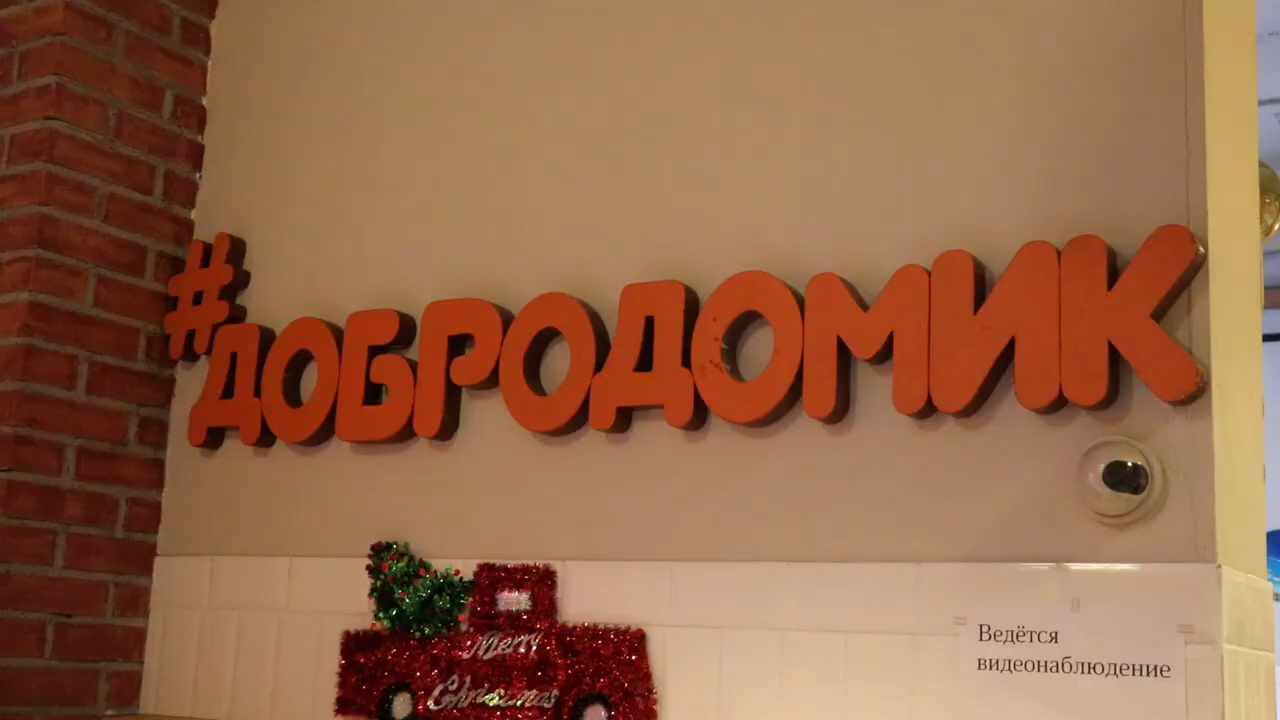 #ДОБРОДОМИК
Merry
Christmas
Ведётся
видеонаблюдение